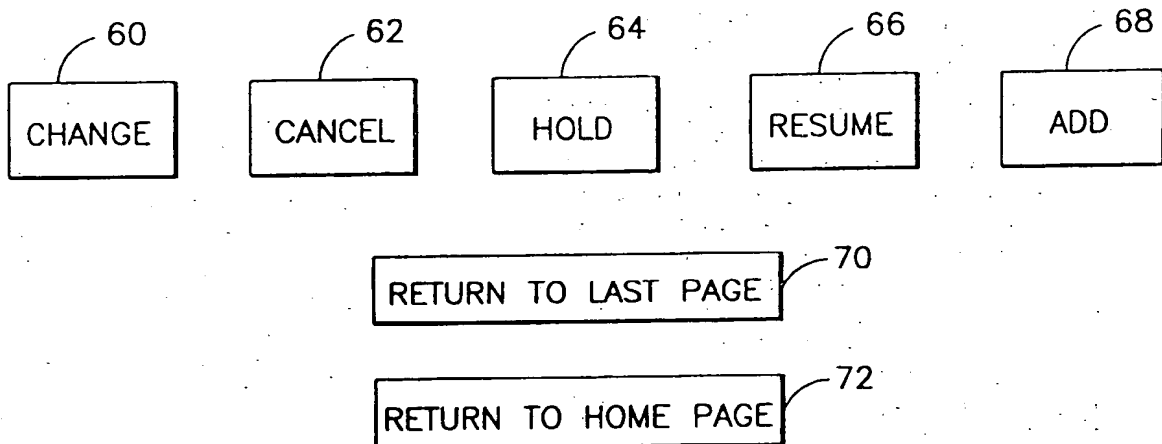 60 62 64 66 68
CHANGE CANCEL HOLD RESUME ADD
70
RETURN TO LAST PAGE
72
RETURN TO HOME PAGE